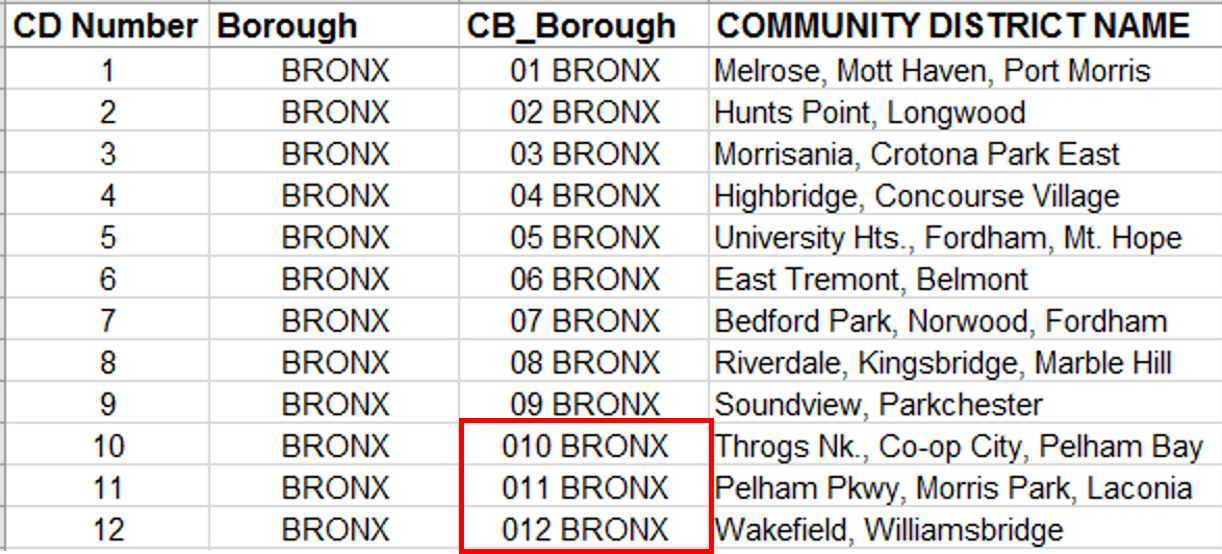 CD Number Borough CB_Borough COMMUNITY DISTRICT NAME
1 BRONX 01 BRONX Melrose, Mott Haven, Port Morris
2 BRONX 02 BRONX Hunts Point, Longwood
3 BRONX 03 BRONX Morrisania, Crotona Park East
4 BRONX 04 BRONX Highbridge, Concourse Village
5 BRONX 05 BRONX University Hts., Fordham, Mt. Hope
6 BRONX 06 BRONX East Tremont, Belmont
7 BRONX 07 BRONX Bedford Park, Norwood, Fordham
8 BRONX 08 BRONX Riverdale, Kingsbridge, Marble Hill
9 BRONX 09 BRONX Soundview, Parkchester
10 BRONX 010 BRONX Throgs Nk., Co-op City, Pelham Bay
11 BRONX 011 BRONX Pelham Pkwy, Morris Park, Laconia
12 BRONX 012 BRONX Wakefield, Williamsbridge